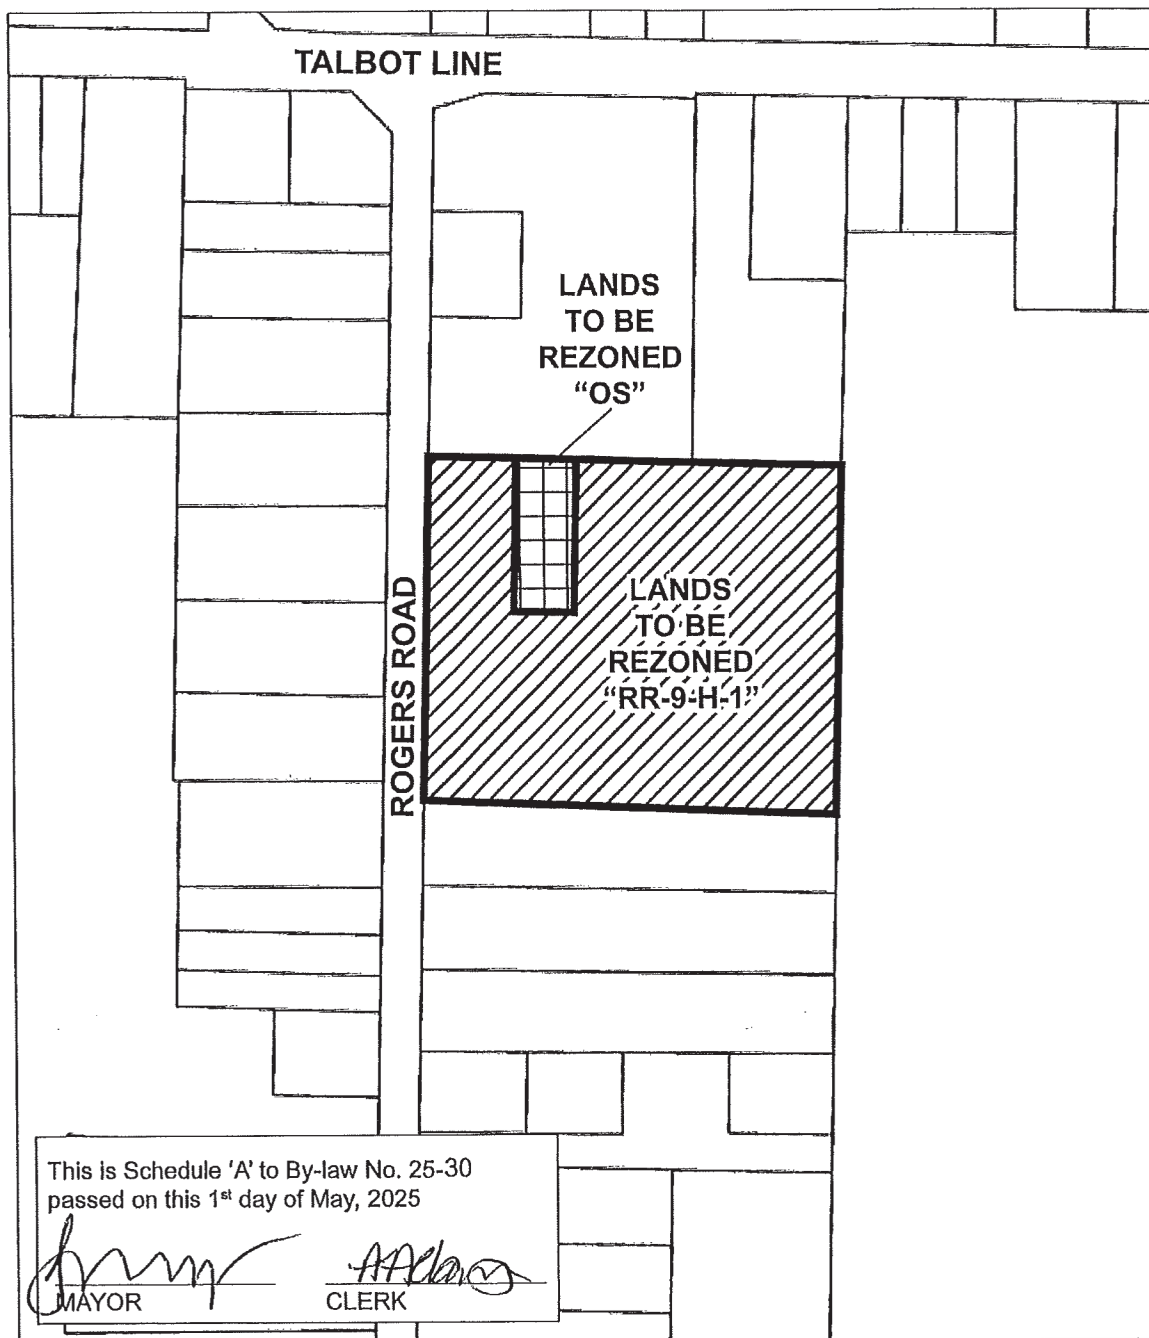 TALBOT LINE
LANDS
TO BE
REZONED
“OS”
ROGERS ROAD
LANDS
TO BE
REZONED
“RR-9-H-1”
This is Schedule 'A' to By-law No. 25-30
passed on this 1st day of May, 2025
MAYOR
CLERK